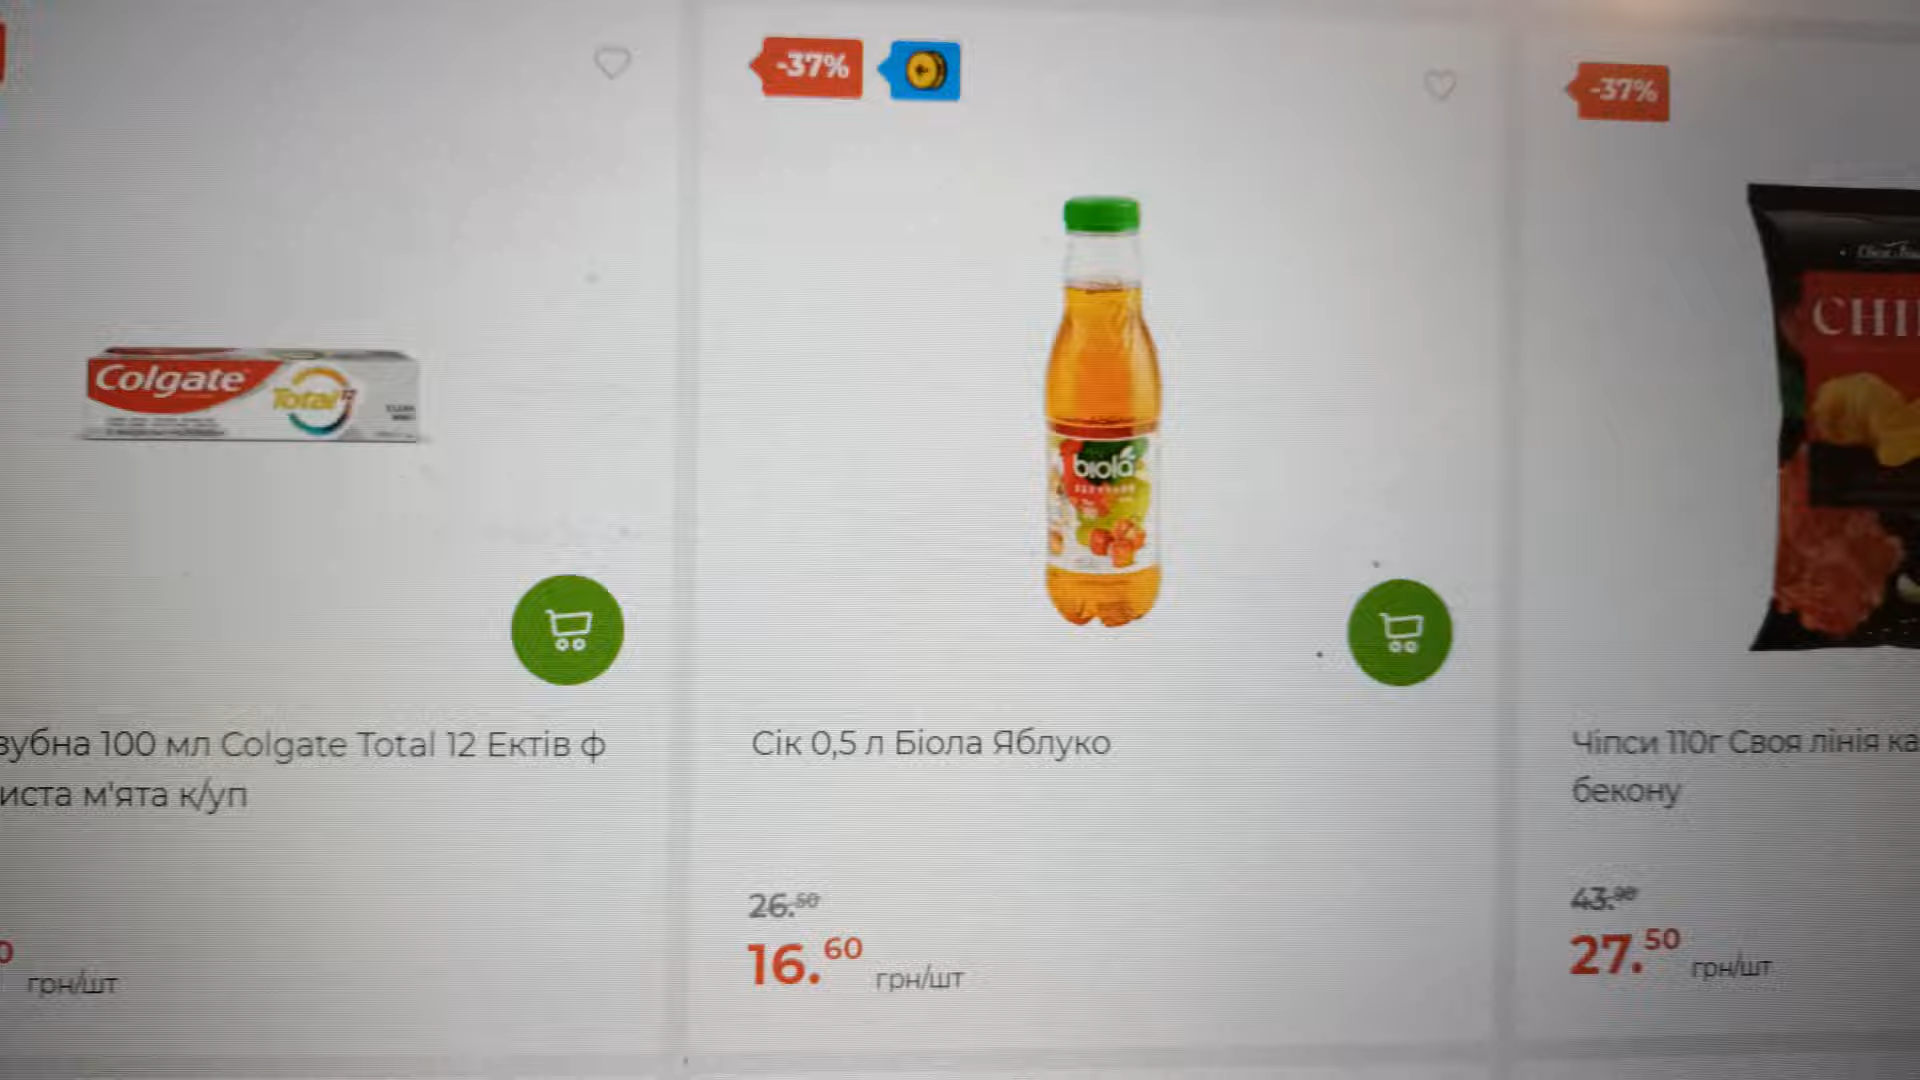 -37%
-37%
Colgate
Total 12
biola
CHI
зубна 100 мл Colgate Total 12 Ектів ф
иста м'ята к/уп
грн/шт
Сік 0,5 л Біола Яблуко
26.50
16.60 грн/шт
Чіпси 110г Своя лінія ка
бекону
43.90
27.50 грн/шт